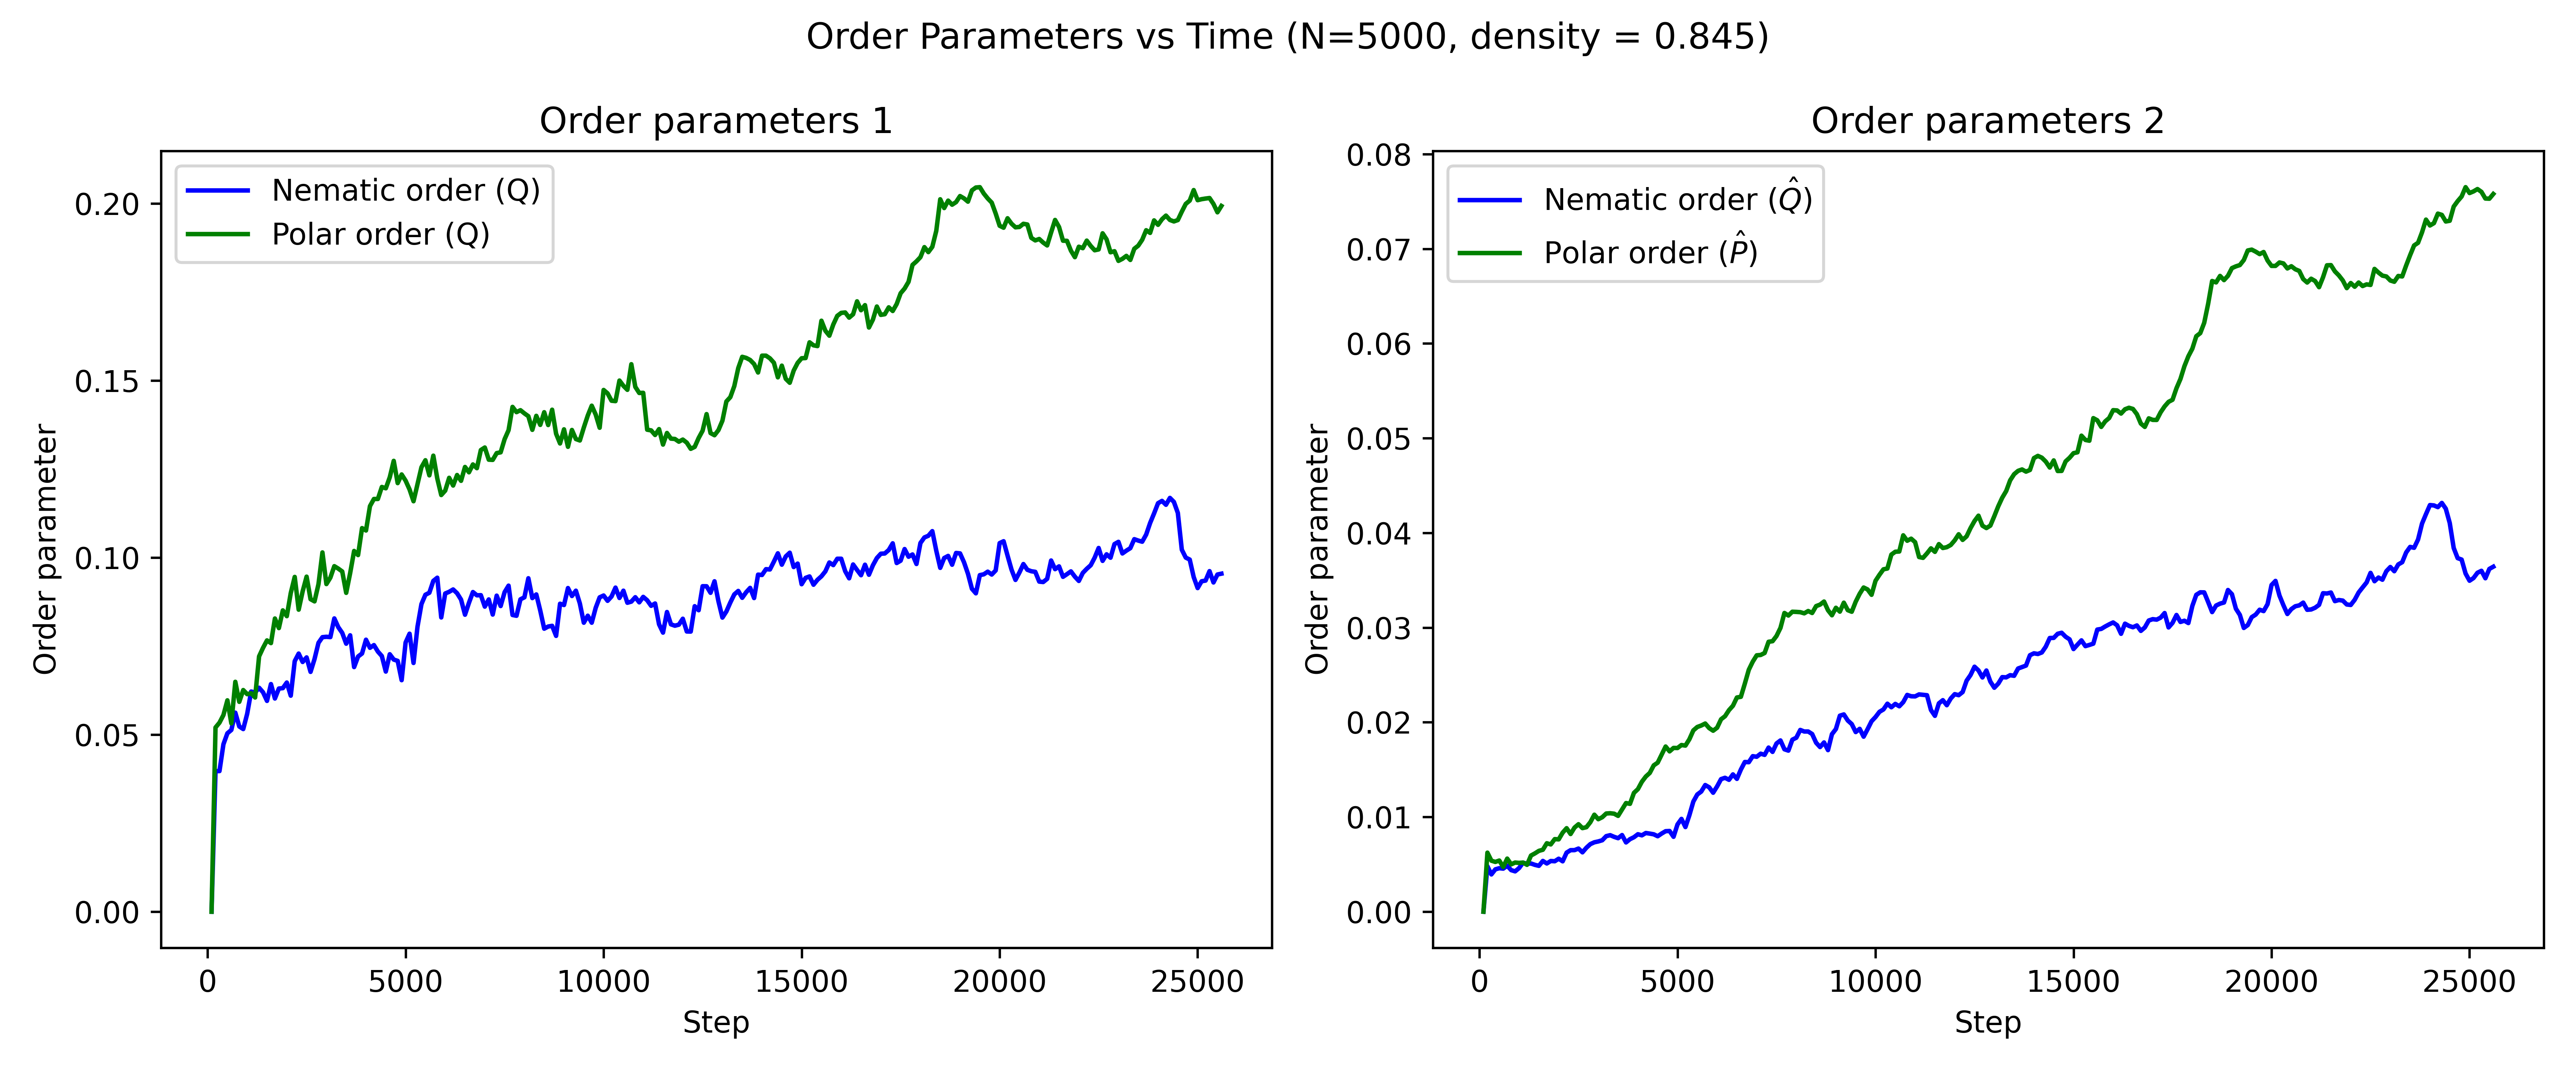 Order Parameters vs Time (N=5000, density = 0.845)
Order parameters 1
Nematic order (Q)
Polar order (Q)
0.20
0.15
0.10
0.05
0.00
Order parameter
0
5000
10000
15000
20000
25000
Step
Order parameters 2
Nematic order (Q̂)
Polar order (P̂)
0.08
0.07
0.06
0.05
0.04
0.03
0.02
0.01
0.00
Order parameter
0
5000
10000
15000
20000
25000
Step